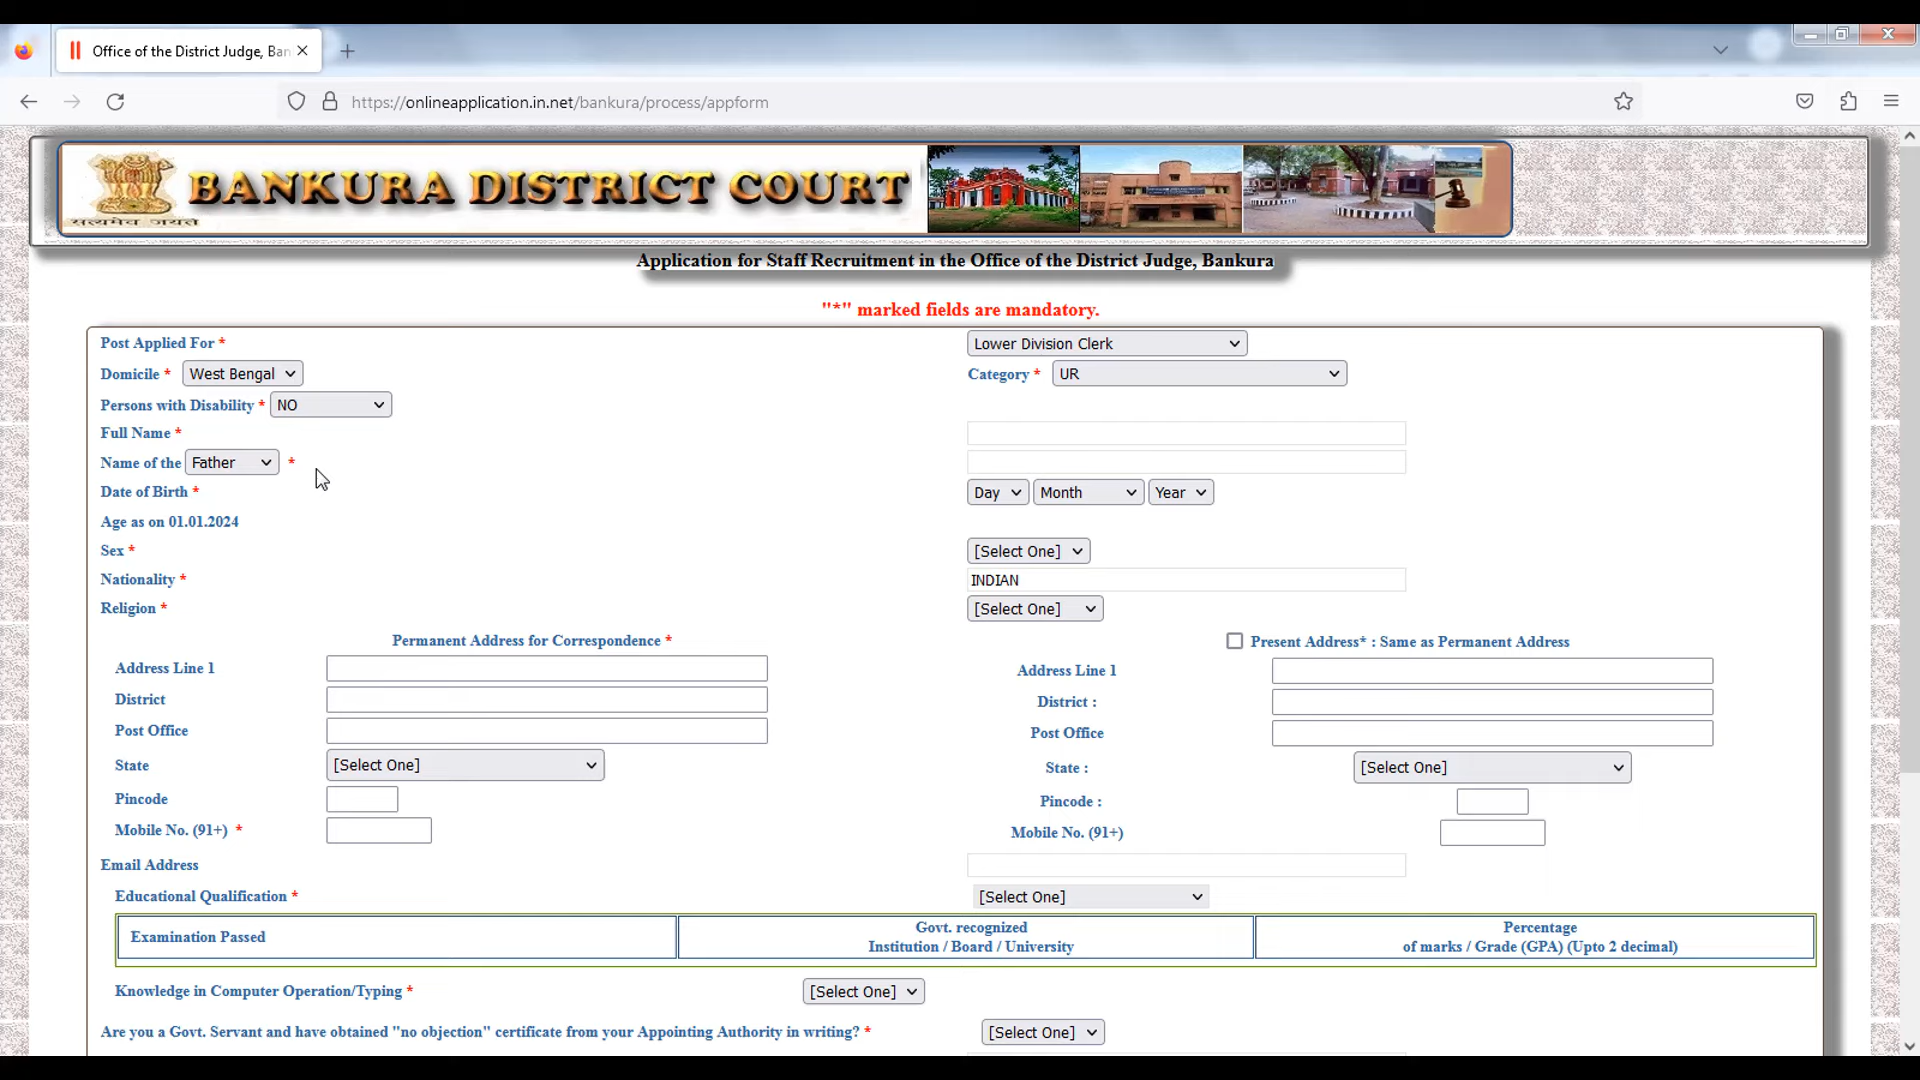 Office of the District Judge, Ban
https://onlineapplication.in.net/bankura/process/appform
BANKURA DISTRICT COURT
सत्यमेव जयते
Application for Staff Recruitment in the Office of the District Judge, Bankura
"*" marked fields are mandatory.
Post Applied For * Lower Division Clerk
Domicile * West Bengal Category * UR
Persons with Disability * NO
Full Name *
Name of the Father *
Date of Birth * Day Month Year
Age as on 01.01.2024
Sex * [Select One]
Nationality * INDIAN
Religion * [Select One]
Permanent Address for Correspondence * Present Address* : Same as Permanent Address
Address Line 1 Address Line 1
District District :
Post Office Post Office
State [Select One] State : [Select One]
Pincode Pincode :
Mobile No. (91+) * Mobile No. (91+)
Email Address
Educational Qualification * [Select One]
Examination Passed Govt. recognized Percentage
Institution / Board / University of marks / Grade (GPA) (Upto 2 decimal)
Knowledge in Computer Operation/Typing * [Select One]
Are you a Govt. Servant and have obtained "no objection" certificate from your Appointing Authority in writing? * [Select One]